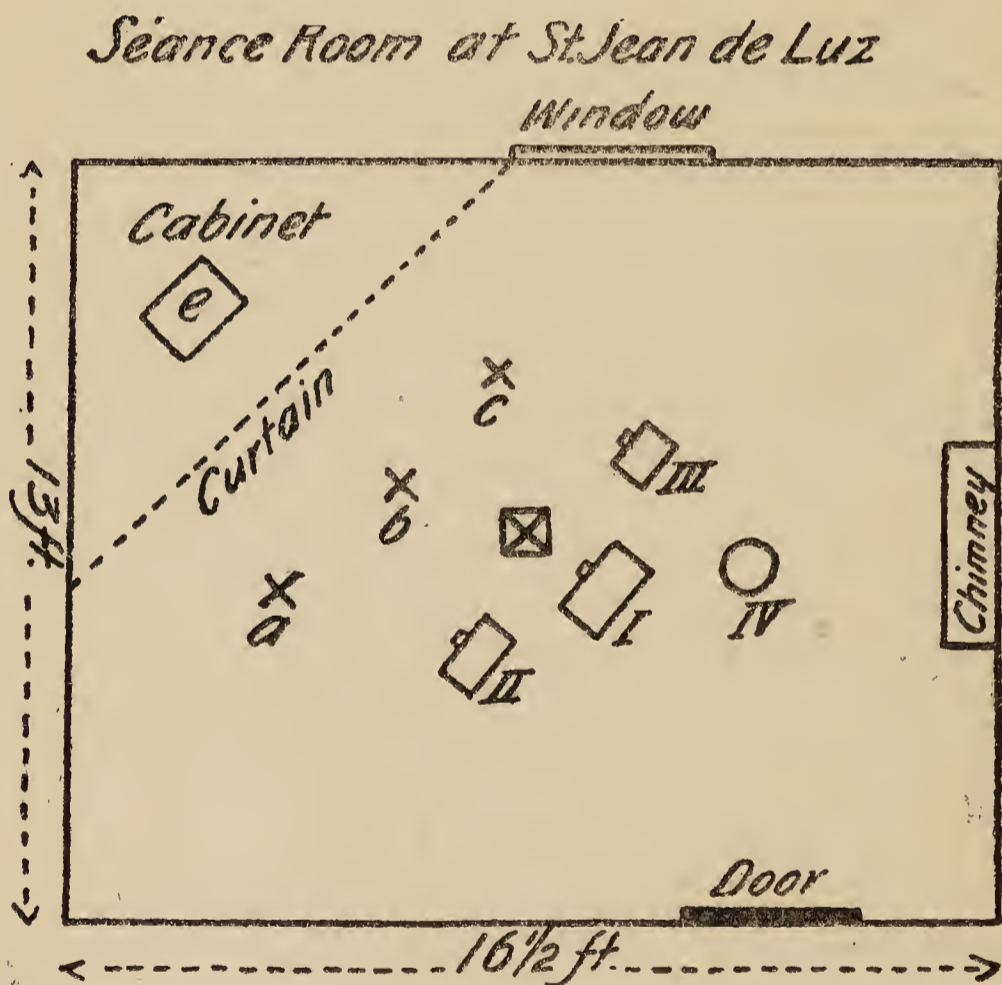 Séance Room at St. Jean de Luz
Window
Cabinet
e
Curtain
c
III
b
13 ft.
Chimney
I
IV
a
II
Door
16½ ft.